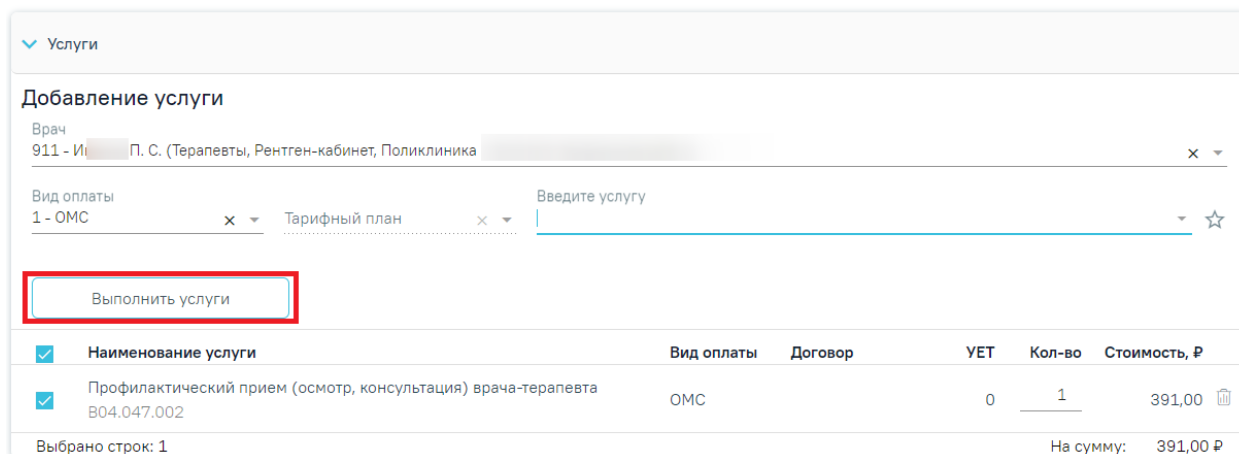 Услуги
Добавление услуги
Врач
911 - И П. С. (Терапевты, Рентген-кабинет, Поликлиника
Вид оплаты Введите услугу
1 - ОМС Тарифный план
Выполнить услуги
Наименование услуги Вид оплаты Договор УЕТ Кол-во Стоимость, ₽
Профилактический прием (осмотр, консультация) врача-терапевта
B04.047.002 ОМС 0 1 391,00
Выбрано строк: 1 На сумму: 391,00 ₽